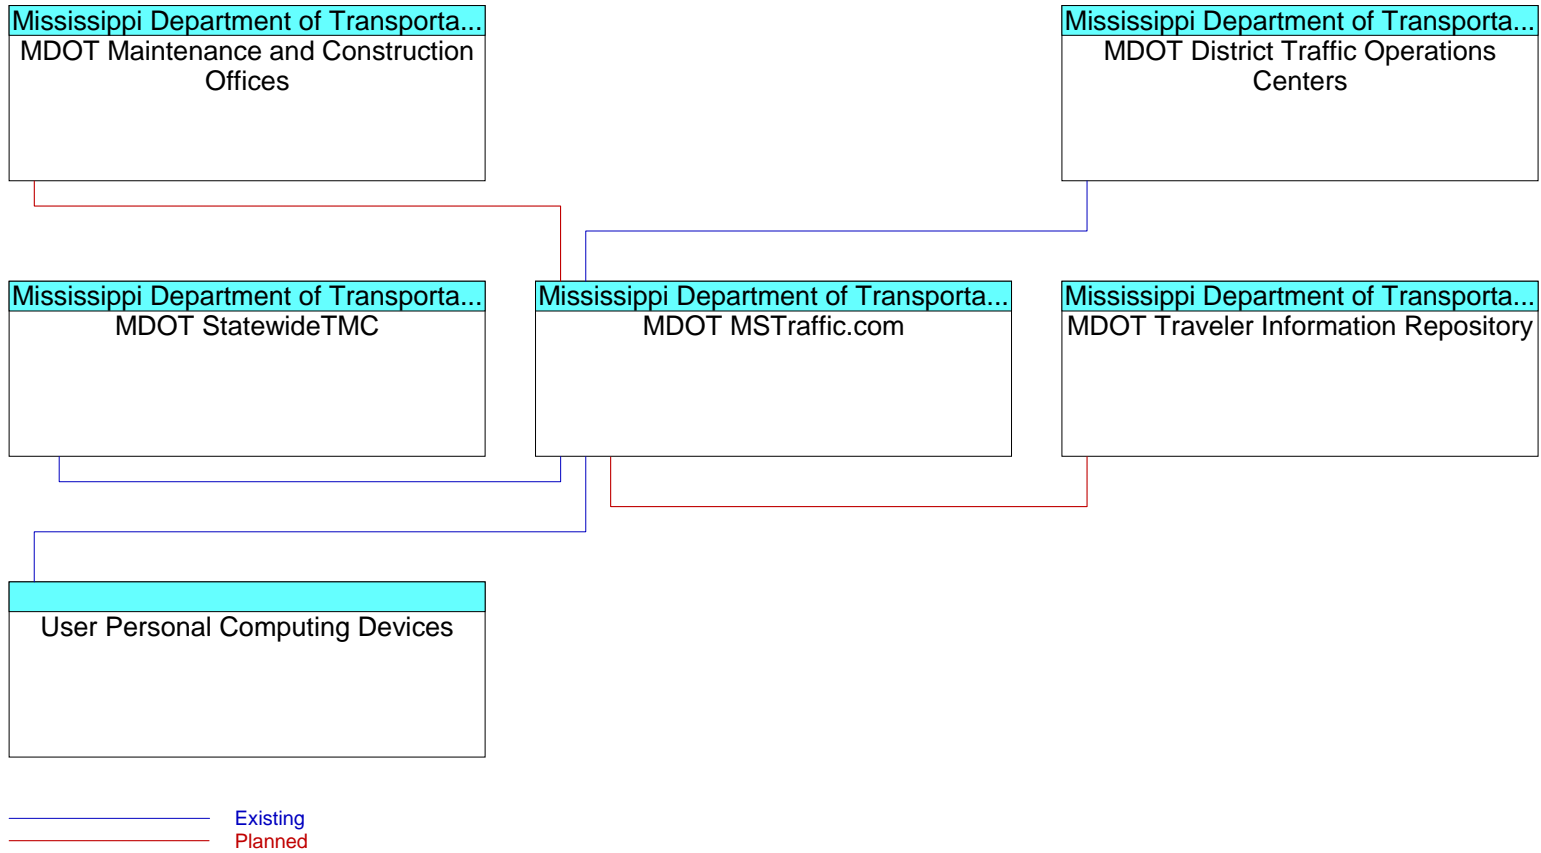 Mississippi Department of Transporta...
MDOT Maintenance and Construction
Offices
Mississippi Department of Transporta...
MDOT District Traffic Operations
Centers
Mississippi Department of Transporta...
MDOT StatewideTMC
Mississippi Department of Transporta...
MDOT MSTraffic.com
Mississippi Department of Transporta...
MDOT Traveler Information Repository
User Personal Computing Devices
Existing
Planned